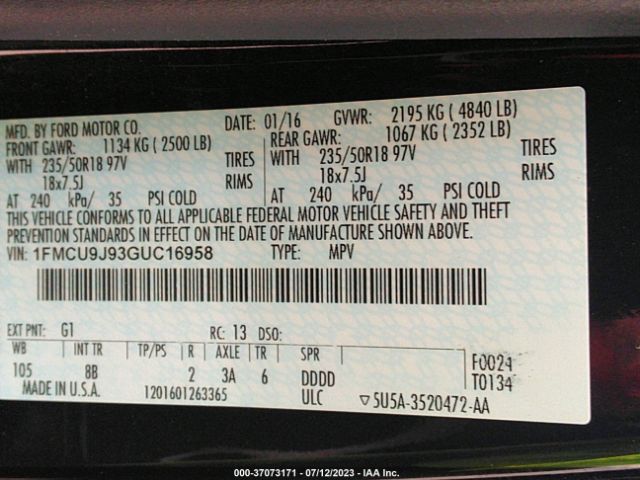 MFD. BY FORD MOTOR CO. DATE: 01/16 GVWR: 2195 KG ( 4840 LB)
FRONT GAWR: 1134 KG ( 2500 LB) REAR GAWR: 1067 KG ( 2352 LB)
WITH 235/50R18 97V TIRES WITH 235/50R18 97V TIRES
18x7.5J RIMS 18x7.5J RIMS
AT 240 kPa/ 35 PSI COLD AT 240 kPa/ 35 PSI COLD
THIS VEHICLE CONFORMS TO ALL APPLICABLE FEDERAL MOTOR VEHICLE SAFETY AND THEFT
PREVENTION STANDARDS IN EFFECT ON THE DATE OF MANUFACTURE SHOWN ABOVE.
VIN: 1FMCU9J93GUC16958 TYPE: MPV
EXT PNT: G1 RC: 13 DSO:
WB INT TR TP/PS R AXLE TR SPR F0024
105 8B 2 3A 6 DDDD T0134
MADE IN U.S.A. 1201601263365 ULC ▽5U5A-3520472-AA
000-37073171 - 07/12/2023 - IAA Inc.